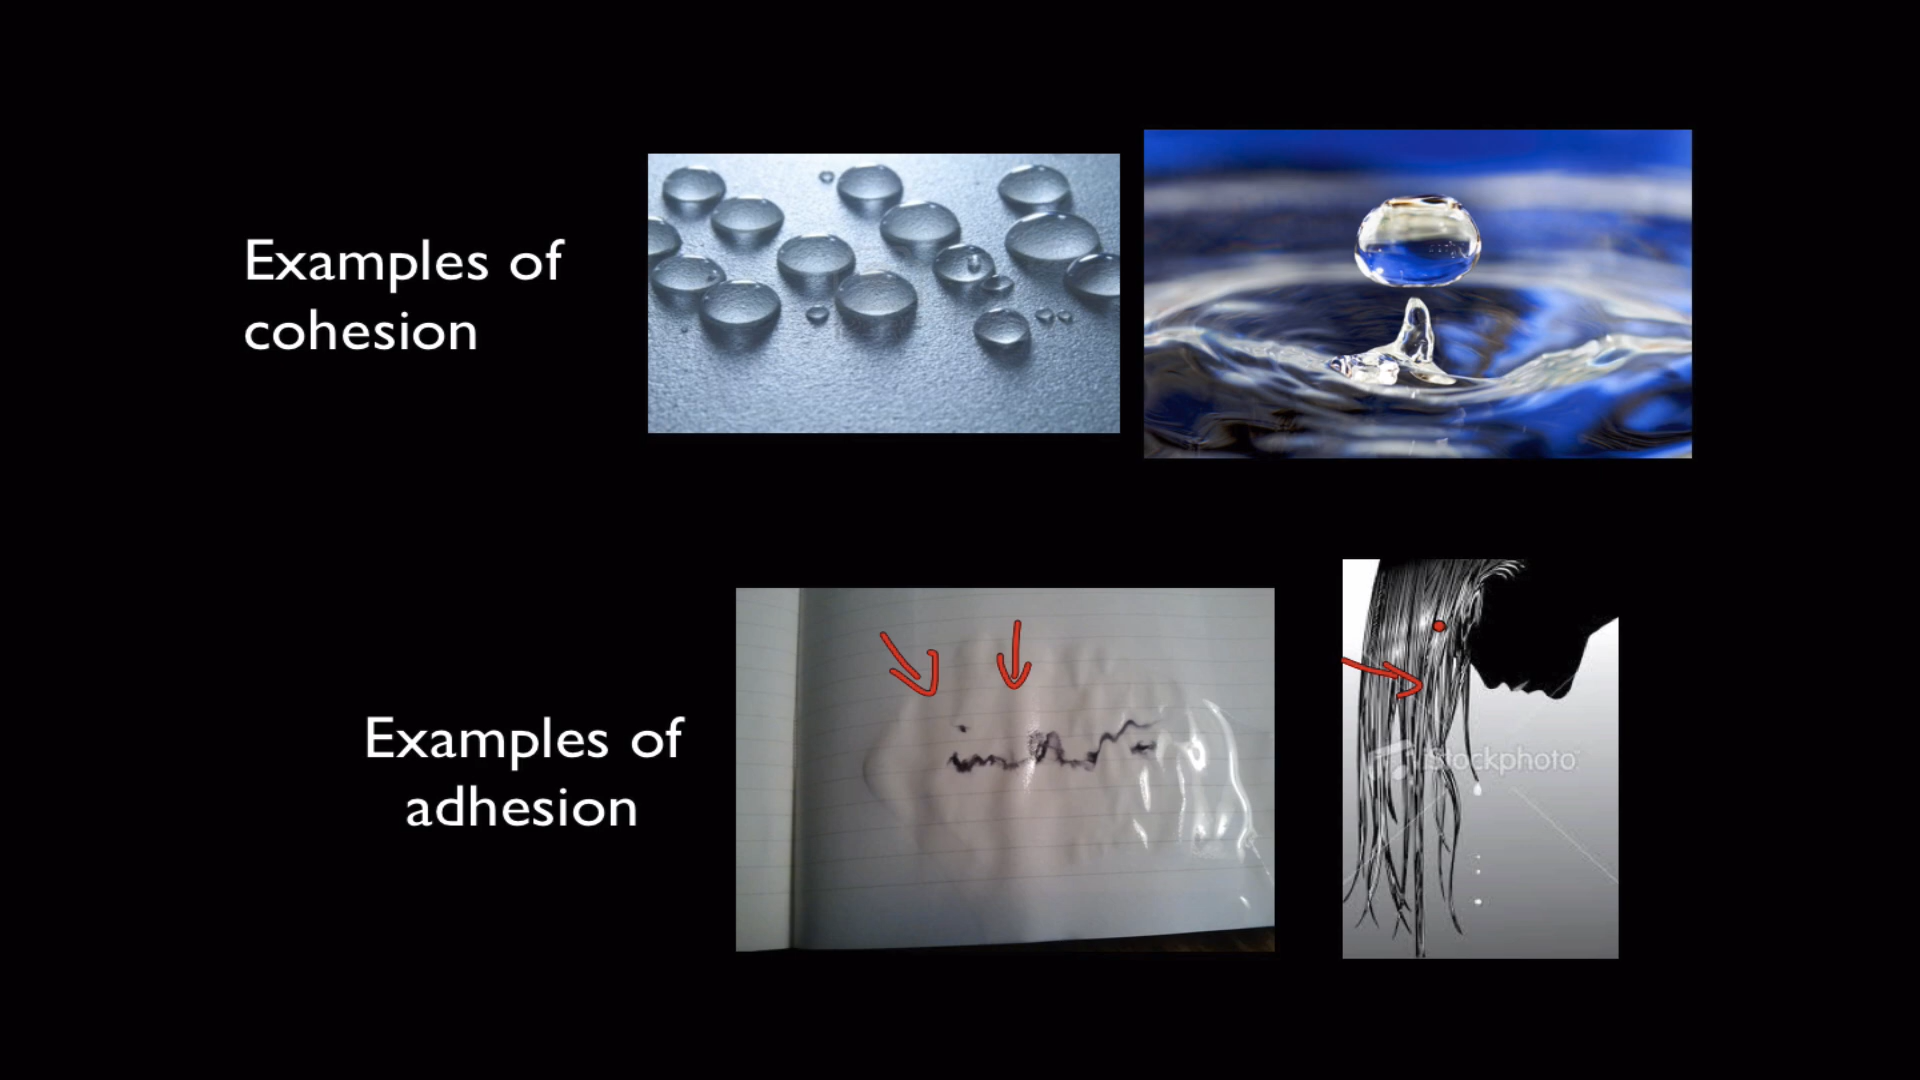 Examples of
cohesion
Examples of
adhesion
iStockphoto